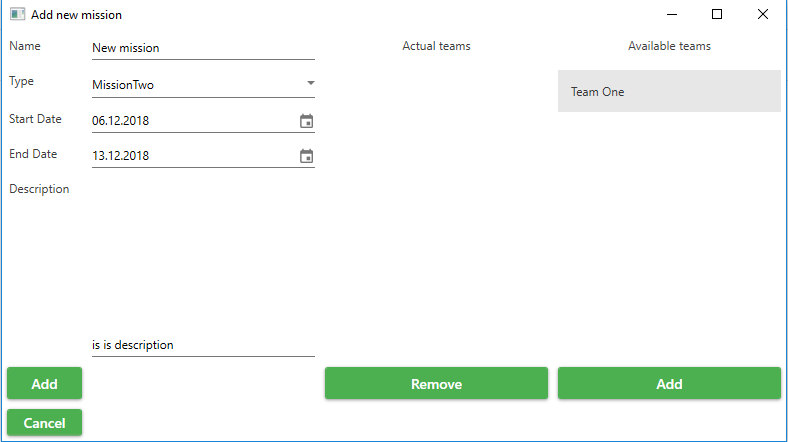 Add new mission
Name New mission Actual teams Available teams
Type MissionTwo Team One
Start Date 06.12.2018
End Date 13.12.2018
Description
is is description
Add Remove Add
Cancel